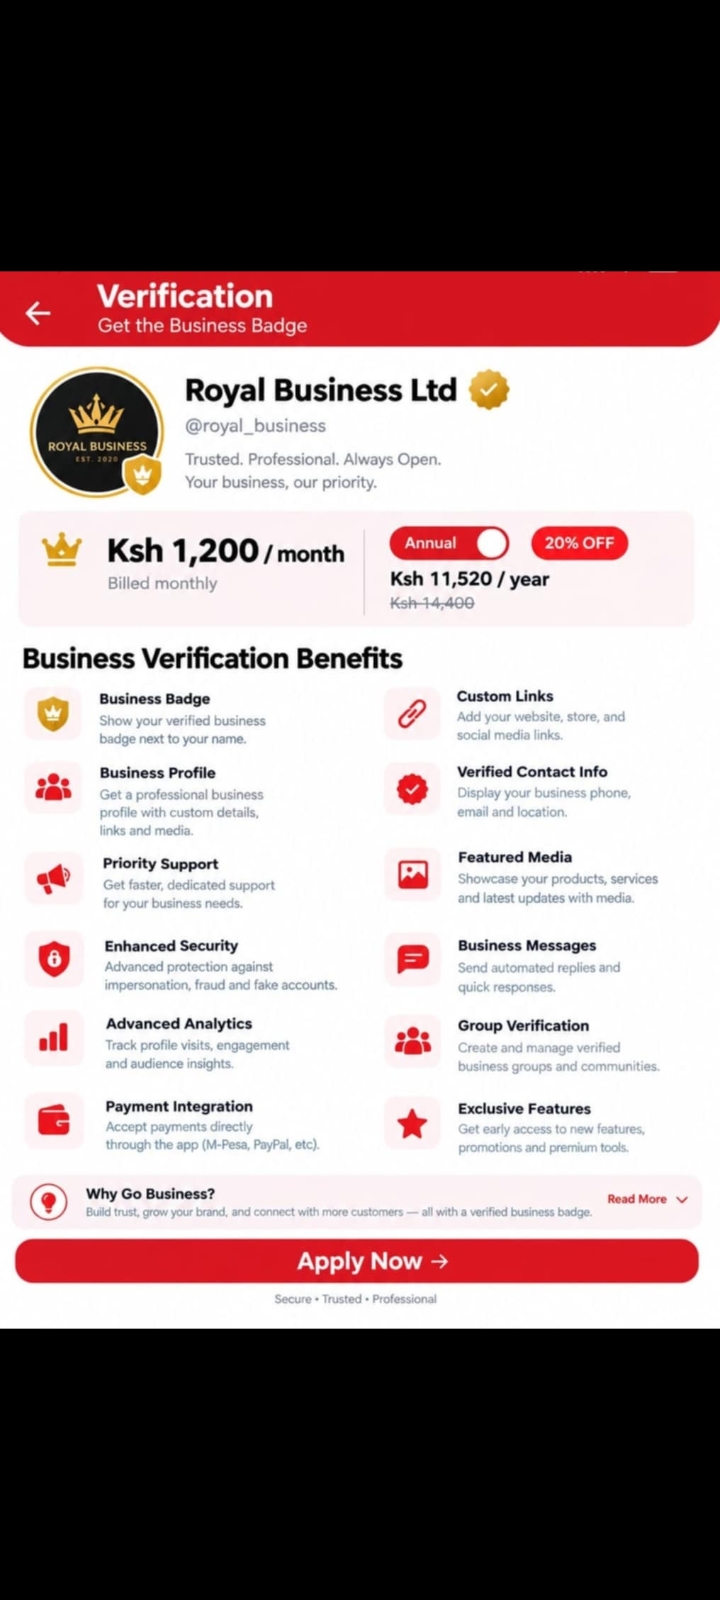 Verification
Get the Business Badge
ROYAL BUSINESS
EST. 2020
Royal Business Ltd
@royal_business
Trusted. Professional. Always Open.
Your business, our priority.
Ksh 1,200 / month
Billed monthly
Annual
20% OFF
Ksh 11,520 / year
Ksh 14,400
Business Verification Benefits
Business Badge
Show your verified business
badge next to your name.
Custom Links
Add your website, store, and
social media links.
Business Profile
Get a professional business
profile with custom details,
links and media.
Verified Contact Info
Display your business phone,
email and location.
Priority Support
Get faster, dedicated support
for your business needs.
Featured Media
Showcase your products, services
and latest updates with media.
Enhanced Security
Advanced protection against
impersonation, fraud and fake accounts.
Business Messages
Send automated replies and
quick responses.
Advanced Analytics
Track profile visits, engagement
and audience insights.
Group Verification
Create and manage verified
business groups and communities.
Payment Integration
Accept payments directly
through the app (M-Pesa, PayPal, etc).
Exclusive Features
Get early access to new features,
promotions and premium tools.
Why Go Business?
Build trust, grow your brand, and connect with more customers — all with a verified business badge.
Read More
Apply Now →
Secure • Trusted • Professional